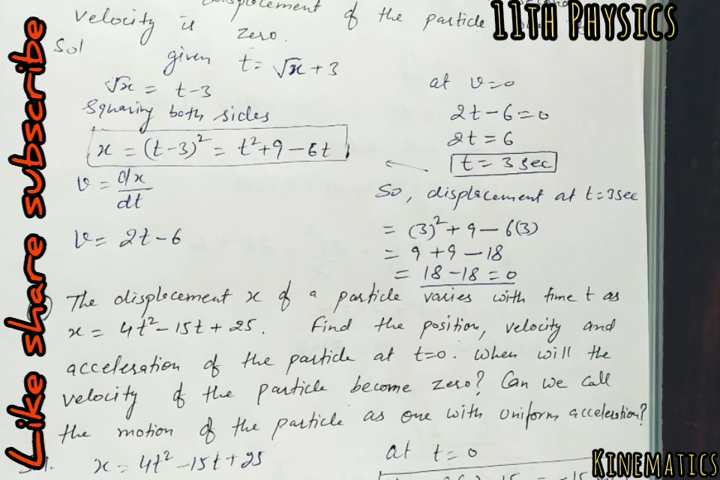 11th Physics
displacement of the particle
velocity is zero.
Sol given t = √x + 3
√x = t - 3
Squaring both sides
x = (t-3)² = t² + 9 - 6t
v = dx/dt
v = 2t - 6
at v = 0
2t - 6 = 0
2t = 6
t = 3 sec
So, displacement at t = 3 sec
= (3)² + 9 - 6(3)
= 9 + 9 - 18
= 18 - 18 = 0
The displacement x of a particle varies with time t as
x = 4t² - 15t + 25. Find the position, velocity and
acceleration of the particle at t=0. When will the
velocity of the particle become zero? Can we call
the motion of the particle as one with uniform acceleration?
x = 4t² - 15t + 25
at t = 0
Like share subscribe
Kinematics